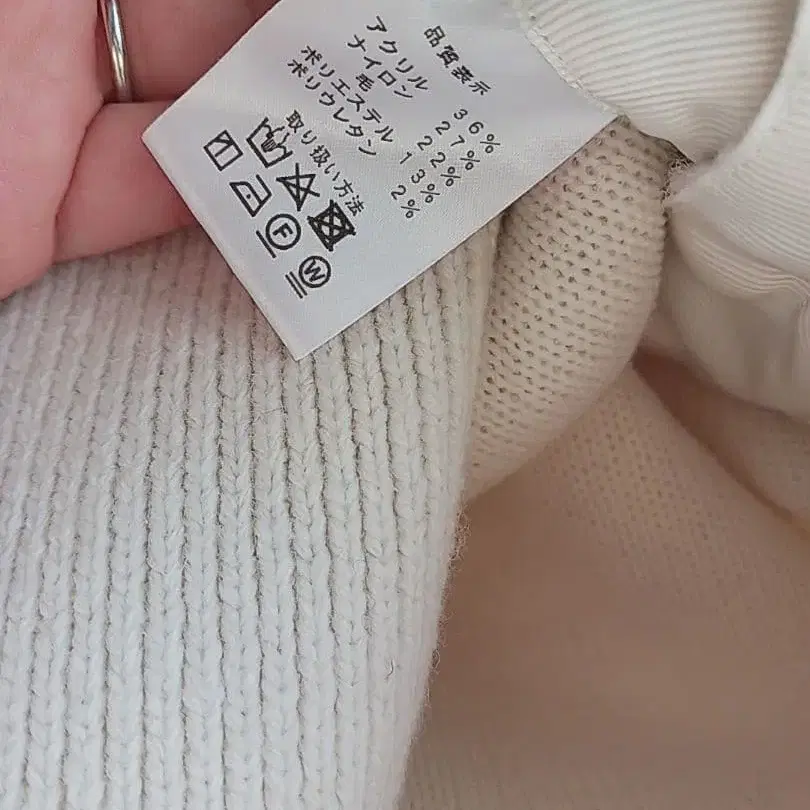 品質表示
アクリル 36%
ナイロン 27%
毛 22%
ポリエステル 13%
ポリウレタン 2%
取り扱い方法
F
W